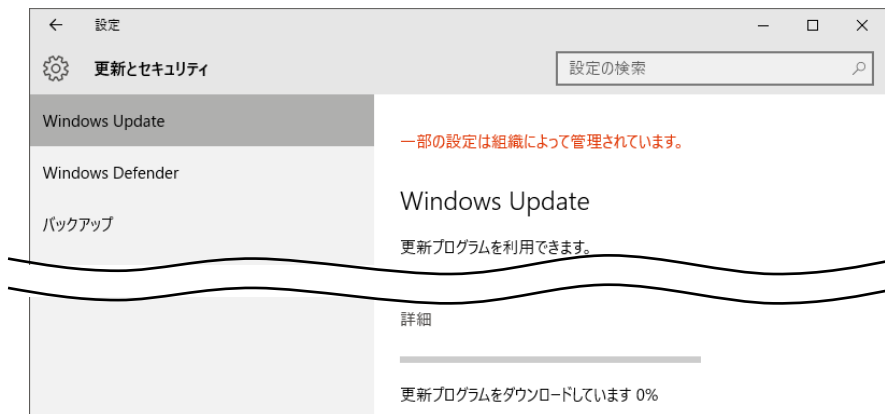 設定
更新とセキュリティ
設定の検索
Windows Update
Windows Defender
バックアップ
一部の設定は組織によって管理されています。
Windows Update
更新プログラムを利用できます。
詳細
更新プログラムをダウンロードしています 0%